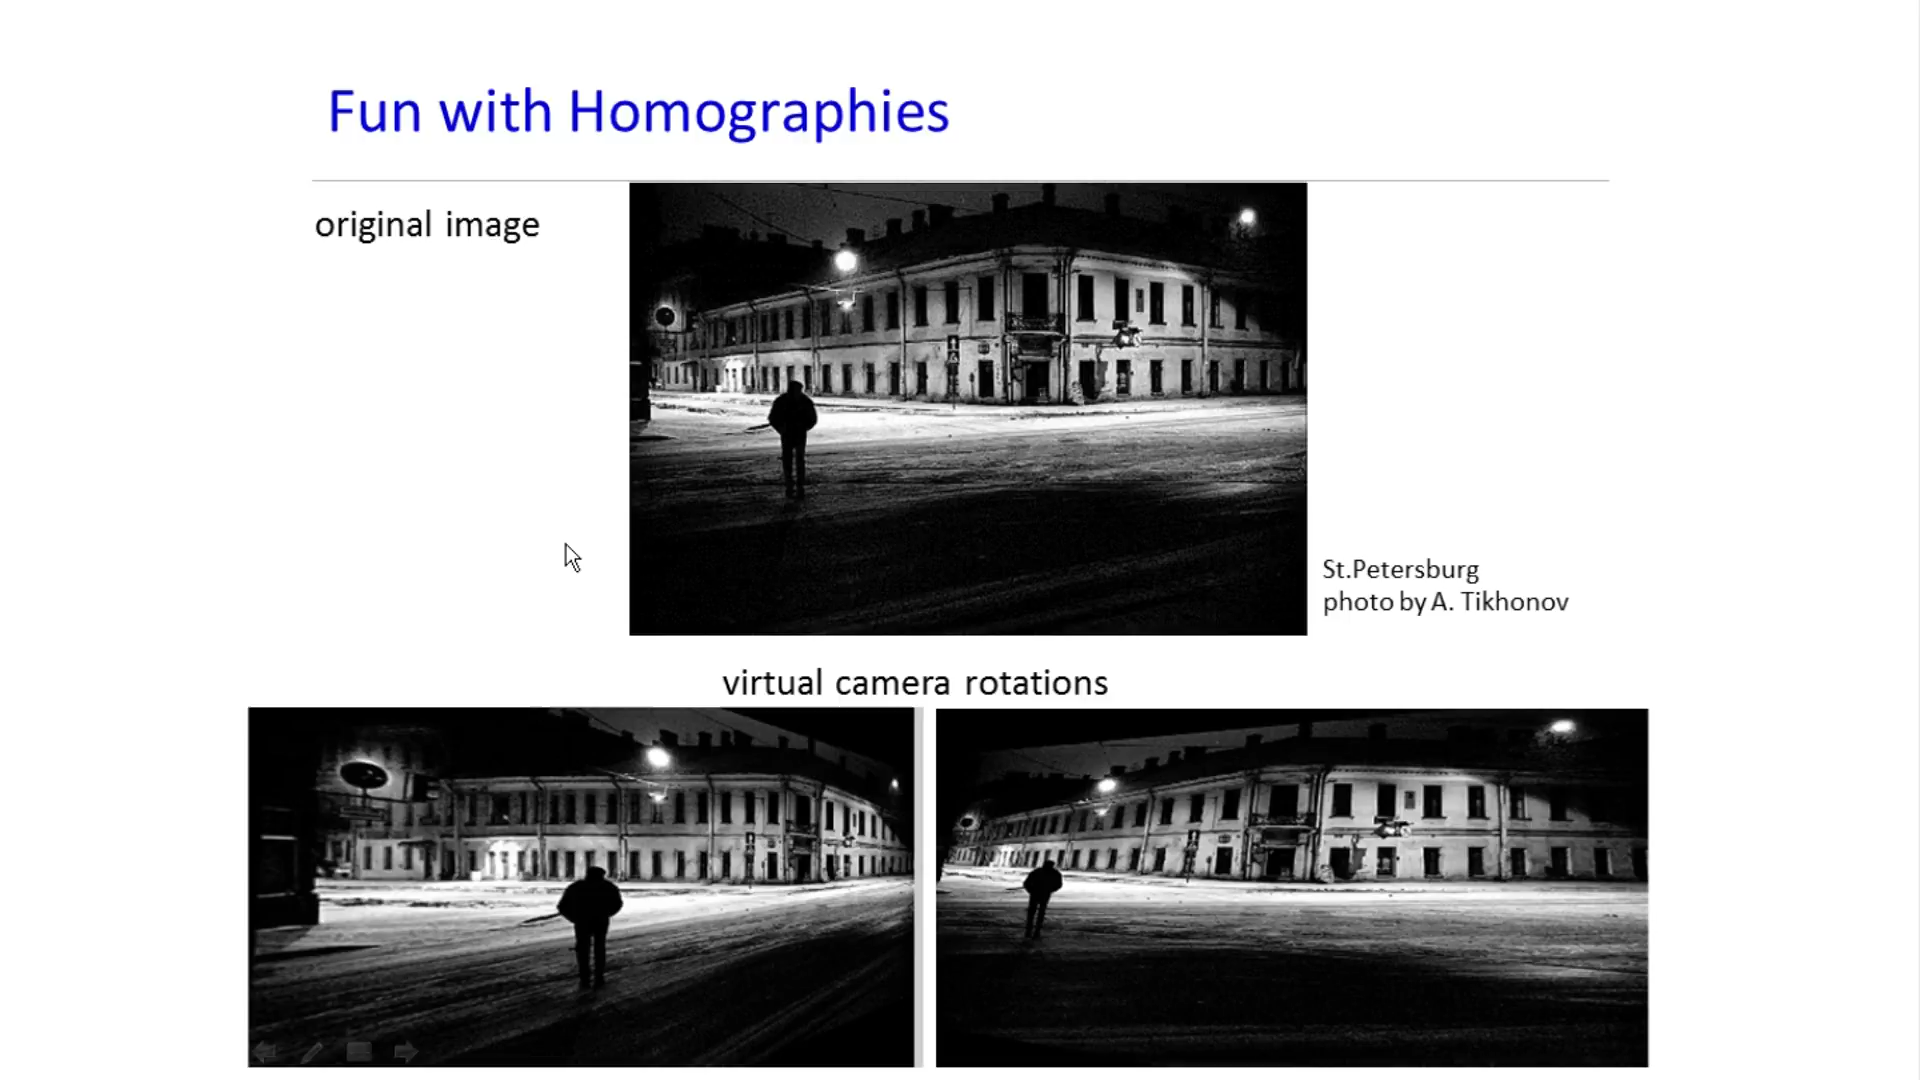 Fun with Homographies
original image
St.Petersburg
photo by A. Tikhonov
virtual camera rotations